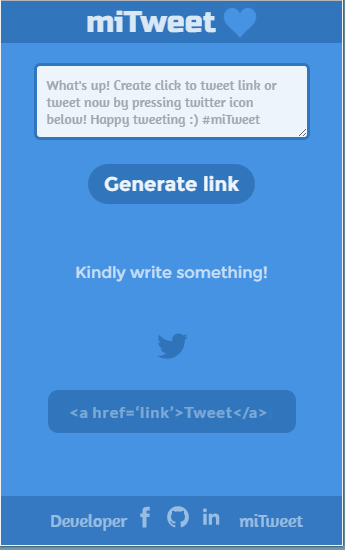 miTweet
What's up! Create click to tweet link or
tweet now by pressing twitter icon
below! Happy tweeting :) #miTweet
Generate link
Kindly write something!
<a href=‘link’>Tweet</a>
Developer f in miTweet